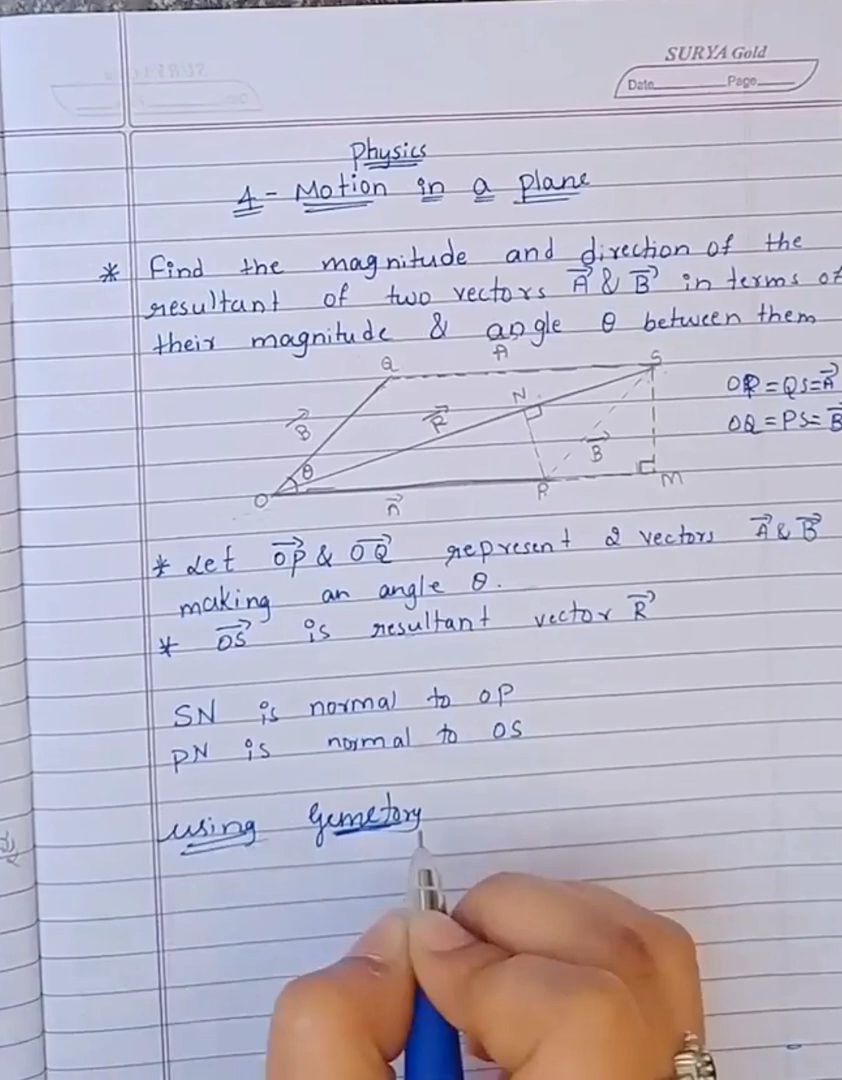 SURYA Gold
Date Page
Physics
4 - Motion in a plane
* Find the magnitude and direction of the
resultant of two vectors A⃗ & B⃗ in terms of
their magnitude & angle θ between them
Q A S
OP = QS = A⃗
OQ = PS = B⃗
B⃗ R⃗ N
θ B⃗
O P M
* Let OP⃗ & OQ⃗ represent 2 vectors A⃗ & B⃗
making an angle θ.
* OS⃗ is resultant vector R⃗
SN is normal to OP
PN is normal to OS
using Gemetory